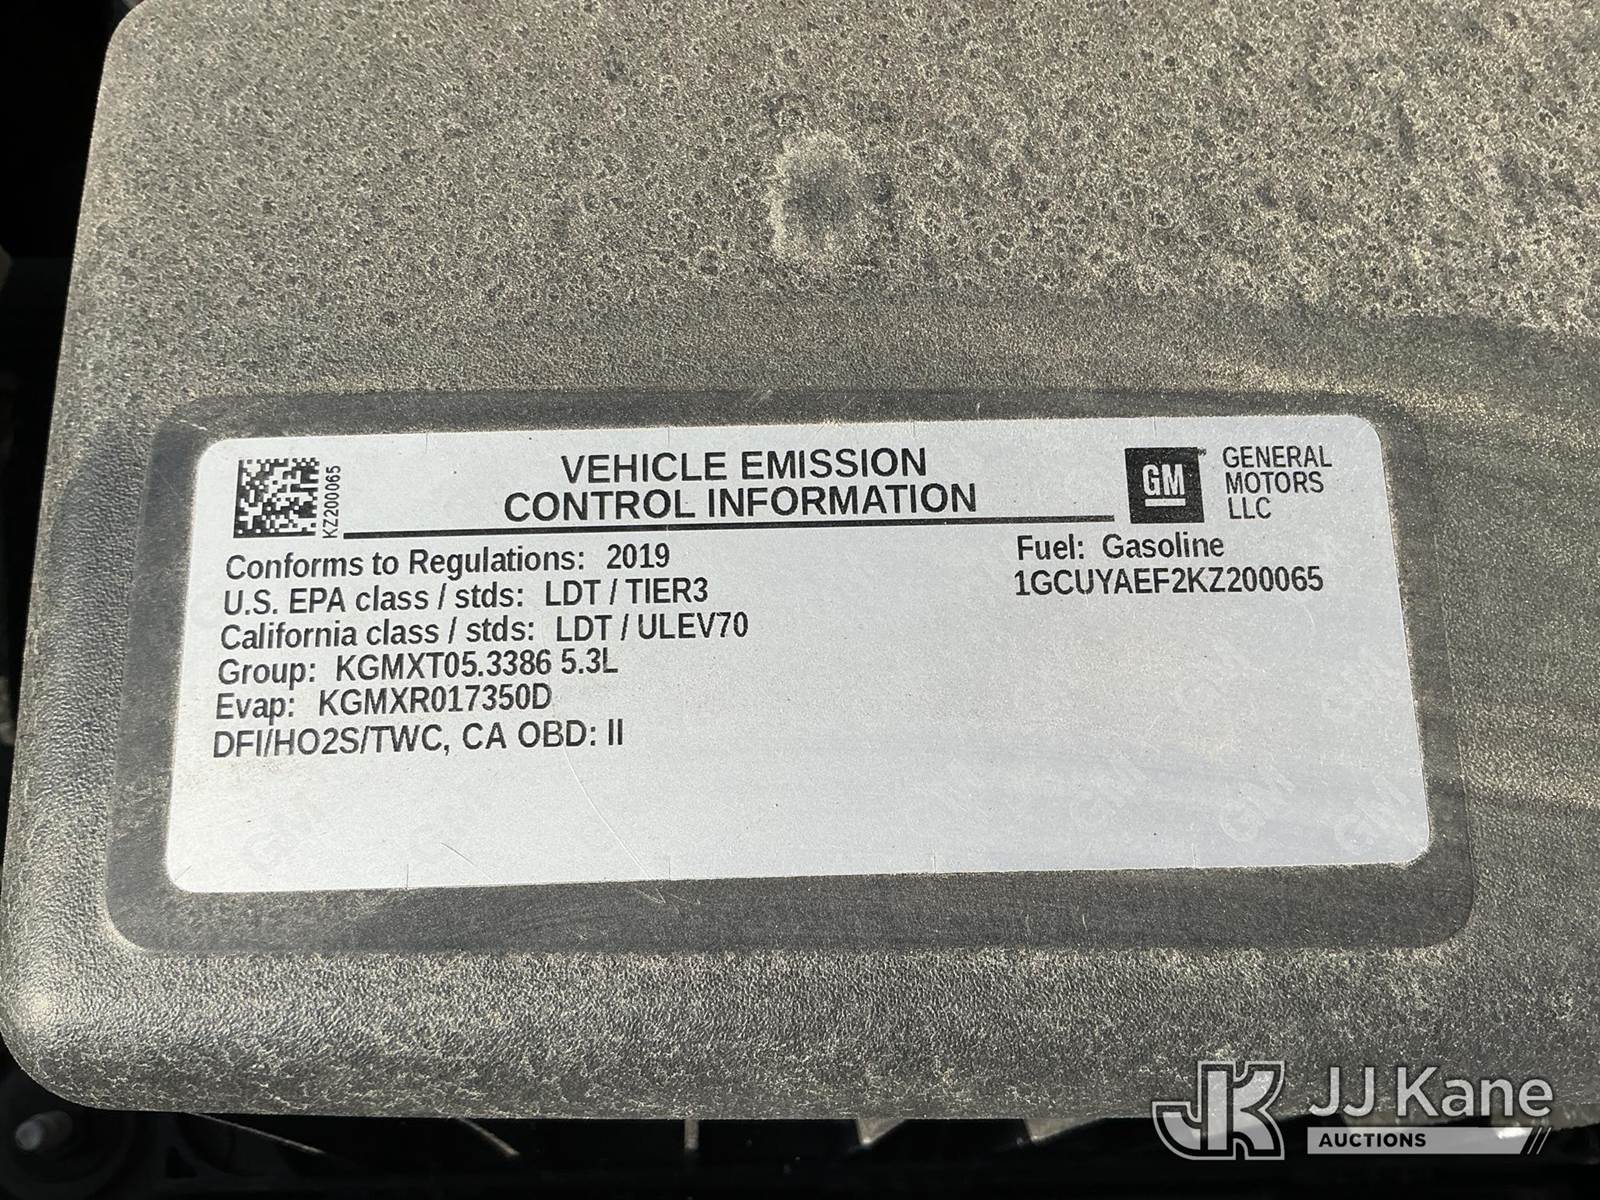 KZ200065
VEHICLE EMISSION
CONTROL INFORMATION
GM
GENERAL
MOTORS
LLC
Conforms to Regulations: 2019
U.S. EPA class / stds: LDT / TIER3
California class / stds: LDT / ULEV70
Group: KGMXT05.3386 5.3L
Evap: KGMXR017350D
DFI/HO2S/TWC, CA OBD: II
Fuel: Gasoline
1GCUYAEF2KZ200065
JK JJ Kane
AUCTIONS